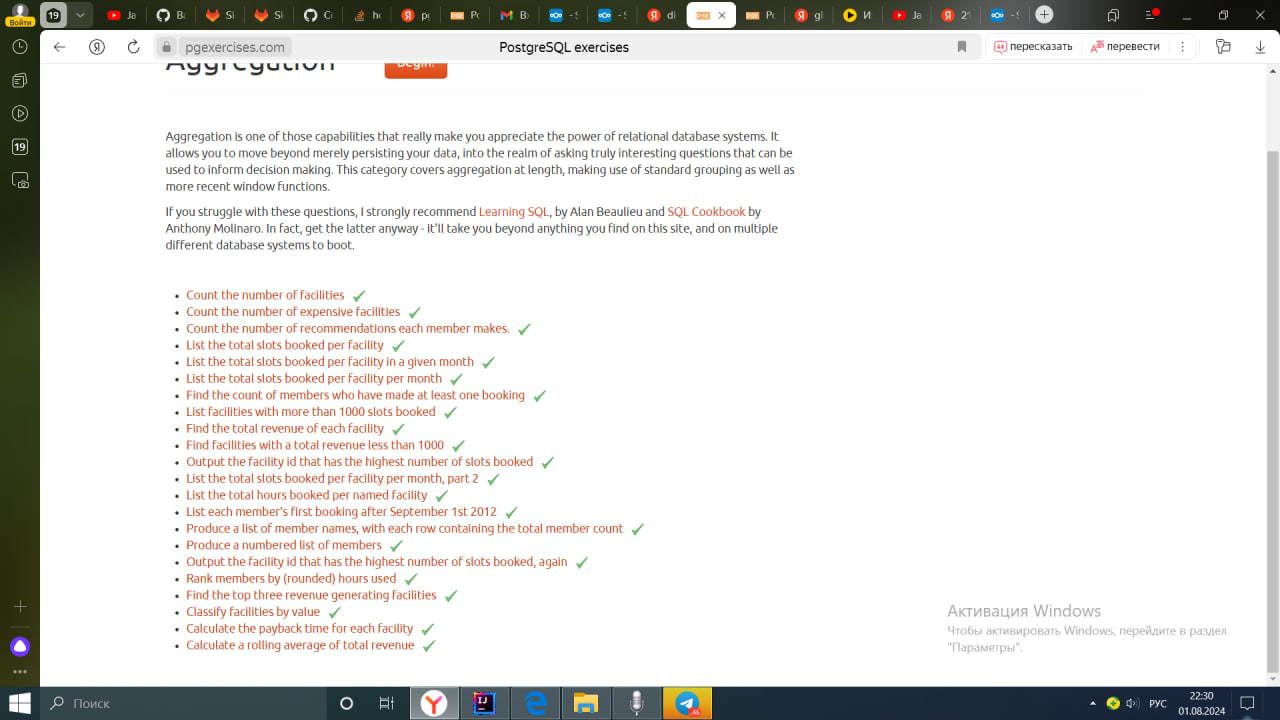 Войти
19
Ja
Ba
Si
Si
Co
ho
pg
Po
Bx
- S
- S
di
Po
gi
И
Ja
21
- S
pgexercises.com
PostgreSQL exercises
пересказать
перевести
19
Aggregation
Begin!
Aggregation is one of those capabilities that really make you appreciate the power of relational database systems. It
allows you to move beyond merely persisting your data, into the realm of asking truly interesting questions that can be
used to inform decision making. This category covers aggregation at length, making use of standard grouping as well as
more recent window functions.
If you struggle with these questions, I strongly recommend Learning SQL, by Alan Beaulieu and SQL Cookbook by
Anthony Molinaro. In fact, get the latter anyway - it'll take you beyond anything you find on this site, and on multiple
different database systems to boot.
Count the number of facilities
Count the number of expensive facilities
Count the number of recommendations each member makes.
List the total slots booked per facility
List the total slots booked per facility in a given month
List the total slots booked per facility per month
Find the count of members who have made at least one booking
List facilities with more than 1000 slots booked
Find the total revenue of each facility
Find facilities with a total revenue less than 1000
Output the facility id that has the highest number of slots booked
List the total slots booked per facility per month, part 2
List the total hours booked per named facility
List each member's first booking after September 1st 2012
Produce a list of member names, with each row containing the total member count
Produce a numbered list of members
Output the facility id that has the highest number of slots booked, again
Rank members by (rounded) hours used
Find the top three revenue generating facilities
Classify facilities by value
Calculate the payback time for each facility
Calculate a rolling average of total revenue
Активация Windows
Чтобы активировать Windows, перейдите в раздел
"Параметры".
Поиск
46
РУС
22:30
01.08.2024